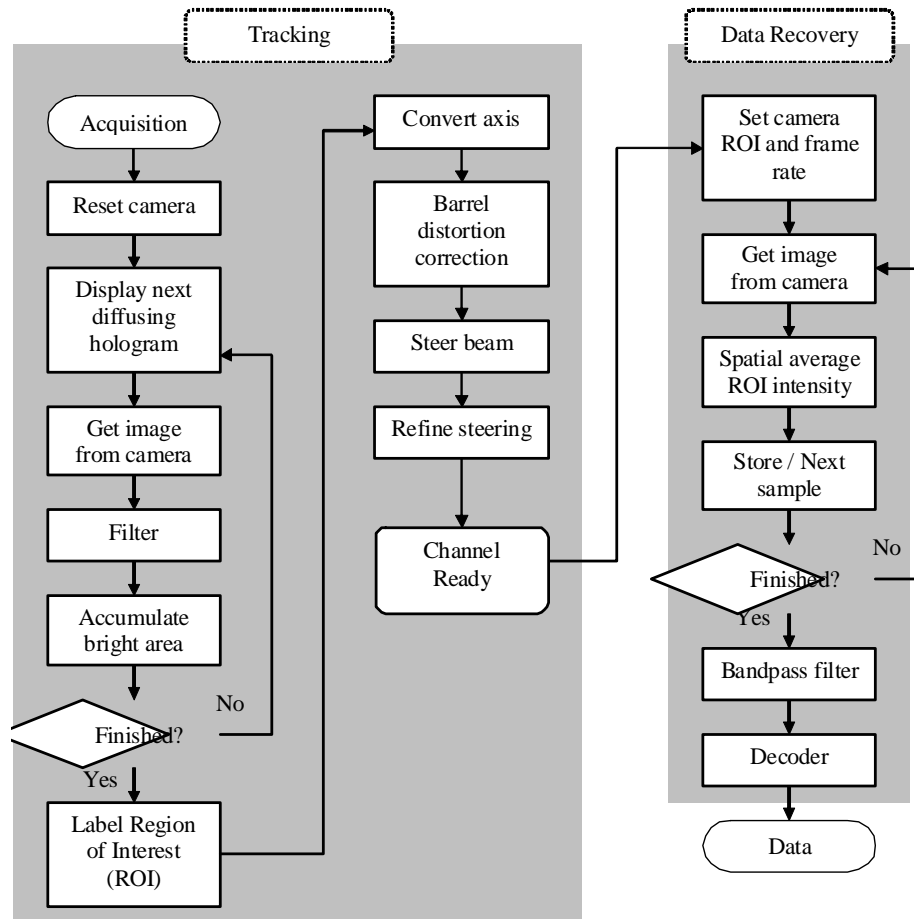 Tracking
Acquisition
Reset camera
Display next
diffusing
hologram
Get image
from camera
Filter
Accumulate
bright area
Finished?
No
Yes
Label Region
of Interest
(ROI)
Convert axis
Barrel
distortion
correction
Steer beam
Refine steering
Channel
Ready
Data Recovery
Set camera
ROI and frame
rate
Get image
from camera
Spatial average
ROI intensity
Store / Next
sample
Finished?
No
Yes
Bandpass filter
Decoder
Data